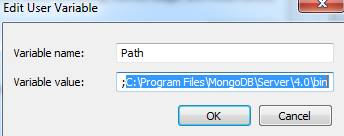 Edit User Variable
Variable name: Path
Variable value: ;C:\Program Files\MongoDB\Server\4.0\bin
OK Cancel